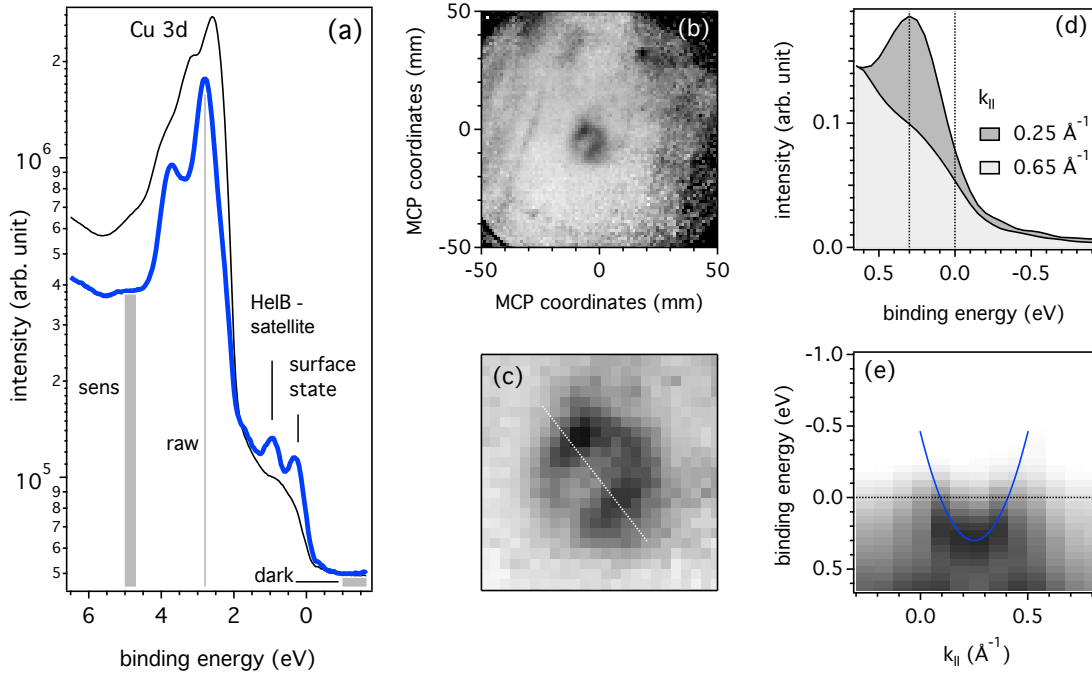 (a)
Cu 3d
2
10⁶
9
8
7
6
5
4
3
2
10⁵
9
8
7
6
5
intensity (arb. unit)
sens
raw
HeIB -
satellite
surface
state
dark
6
4
2
0
binding energy (eV)
(b)
50
0
-50
MCP coordinates (mm)
-50
0
50
MCP coordinates (mm)
(c)
(d)
0.1
0.0
intensity (arb. unit)
k||
0.25 Å⁻¹
0.65 Å⁻¹
0.5
0.0
-0.5
binding energy (eV)
(e)
-1.0
-0.5
0.0
0.5
binding energy (eV)
0.0
0.5
k|| (Å⁻¹)